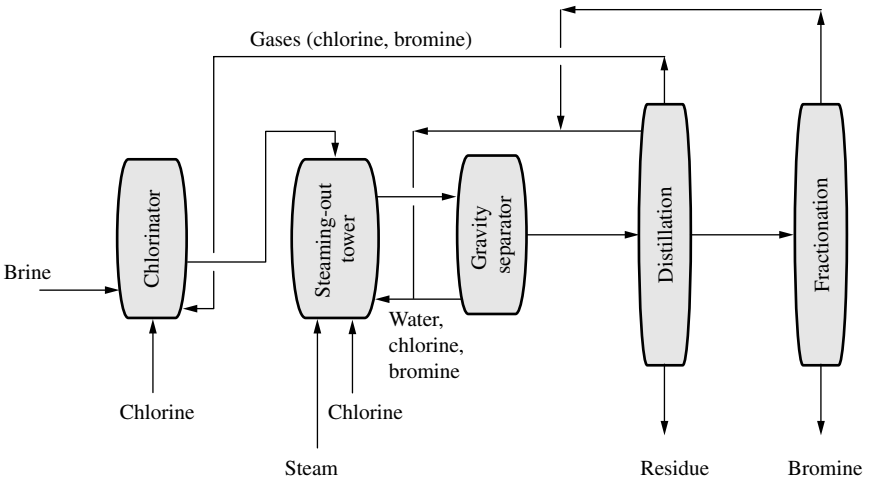 Gases (chlorine, bromine)
Brine
Chlorinator
Steaming-out
tower
Gravity
separator
Distillation
Fractionation
Water,
chlorine,
bromine
Chlorine
Chlorine
Steam
Residue
Bromine